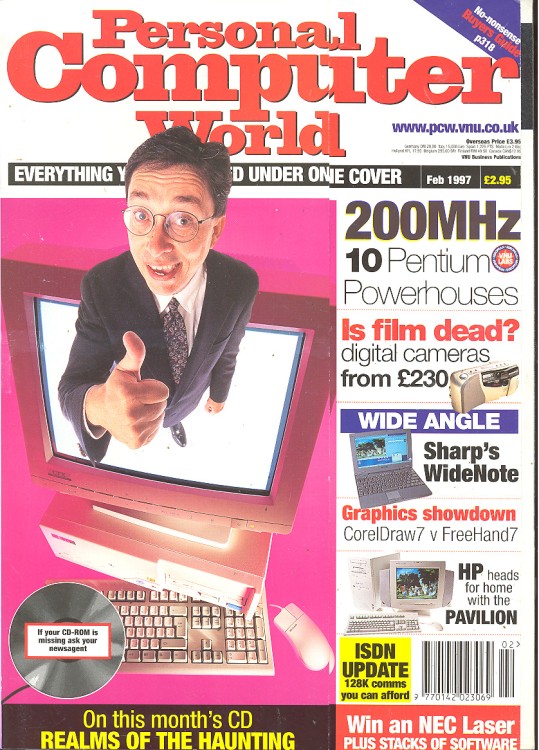 Personal
Computer
World
No-nonsense
Buyers Guide
p318
www.pcw.vnu.co.uk
Overseas Price £3.95
VNU Business Publications
EVERYTHING Y ED UNDER ONE COVER
Feb 1997
£2.95
200MHz
10 Pentium
Powerhouses
VNU
LABS
Is film dead?
digital cameras
from £230
WIDE ANGLE
Sharp's
WideNote
Graphics showdown
CorelDraw7 v FreeHand7
HP heads
for home
with the
PAVILION
ISDN
UPDATE
128K comms
you can afford
02>
9 770142 023069
If your CD-ROM is
missing ask your
newsagent
On this month's CD
REALMS OF THE HAUNTING
Win an NEC Laser
PLUS STACKS OF SOFTWARE